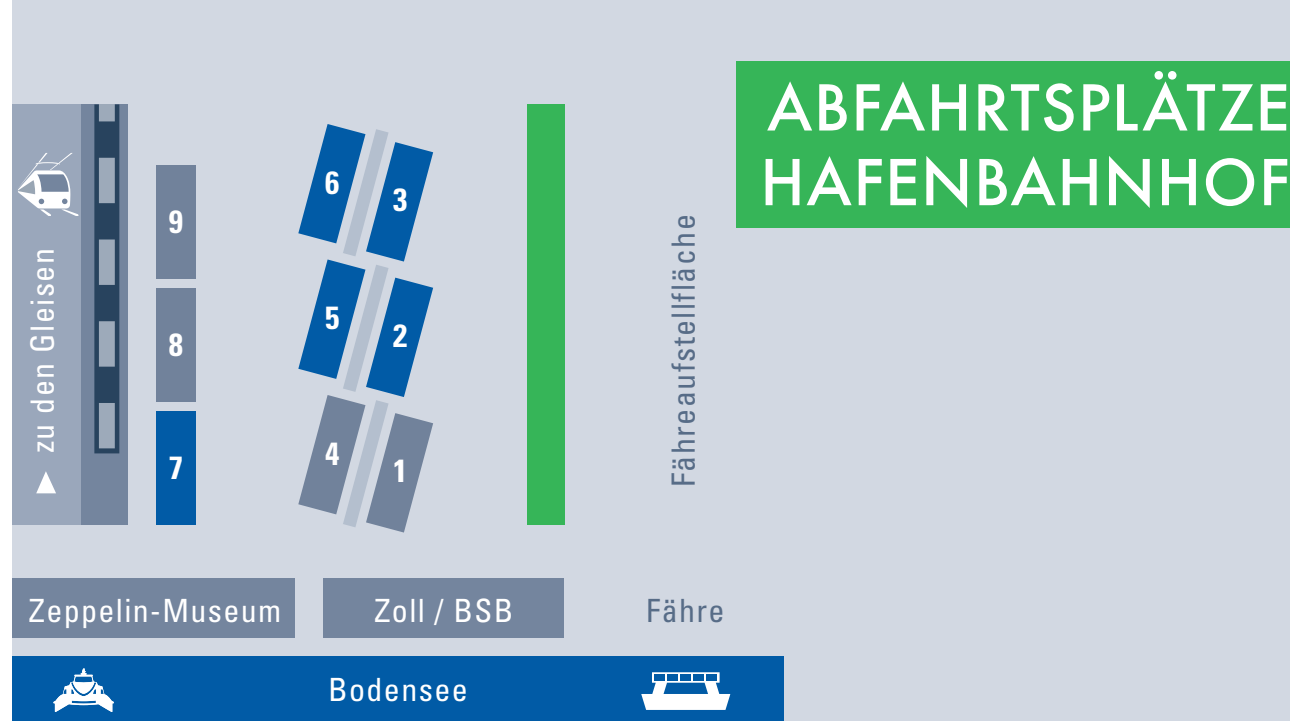 ABFAHRTSPLÄTZE
HAFENBAHNHOF
zu den Gleisen
9
8
7
6
3
5
2
4
1
Fähreaufstellfläche
Zeppelin-Museum
Zoll / BSB
Fähre
Bodensee